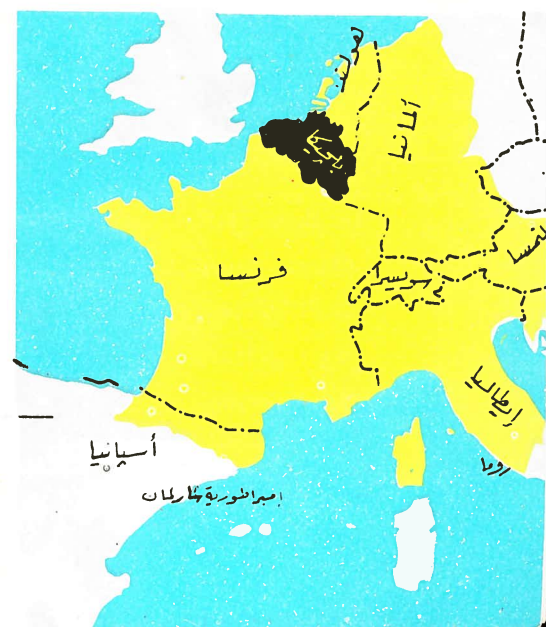 هولندا
ألمانيا
بلجيكا
النمسا
فرنسا
سويسرا
إيطاليا
أسبانيا
روما
امبراطورية شارلمان